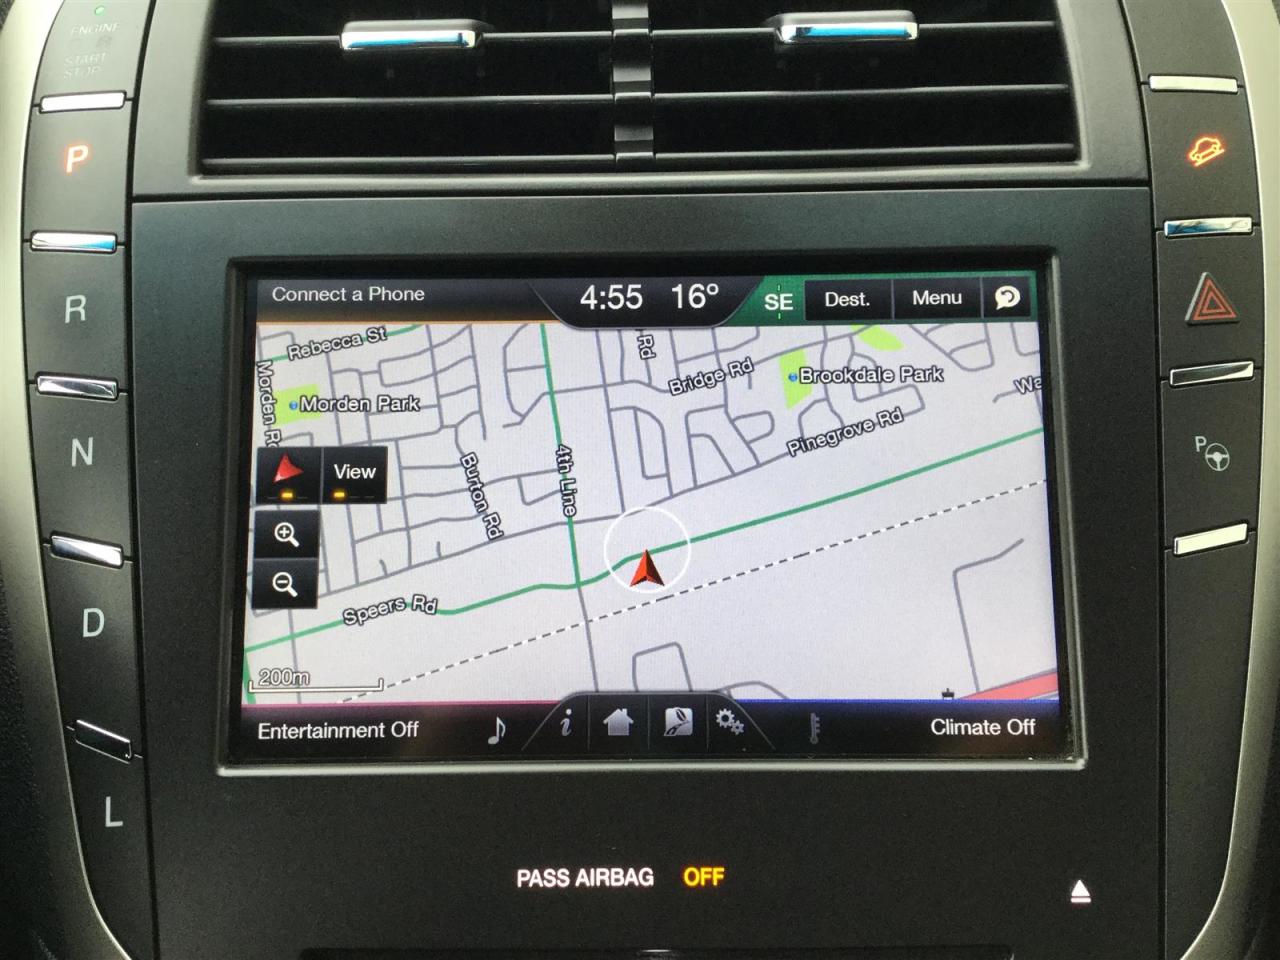 ENGINE
START
STOP
P
R
N
D
L
Connect a Phone
4:55
16°
SE
Dest.
Menu
Rebecca St
Morden Rd
Morden Park
Rd
Bridge Rd
Brookdale Park
Pinegrove Rd
4th Line
Burton Rd
View
Speers Rd
200m
Entertainment Off
i
Climate Off
P
PASS AIRBAG OFF